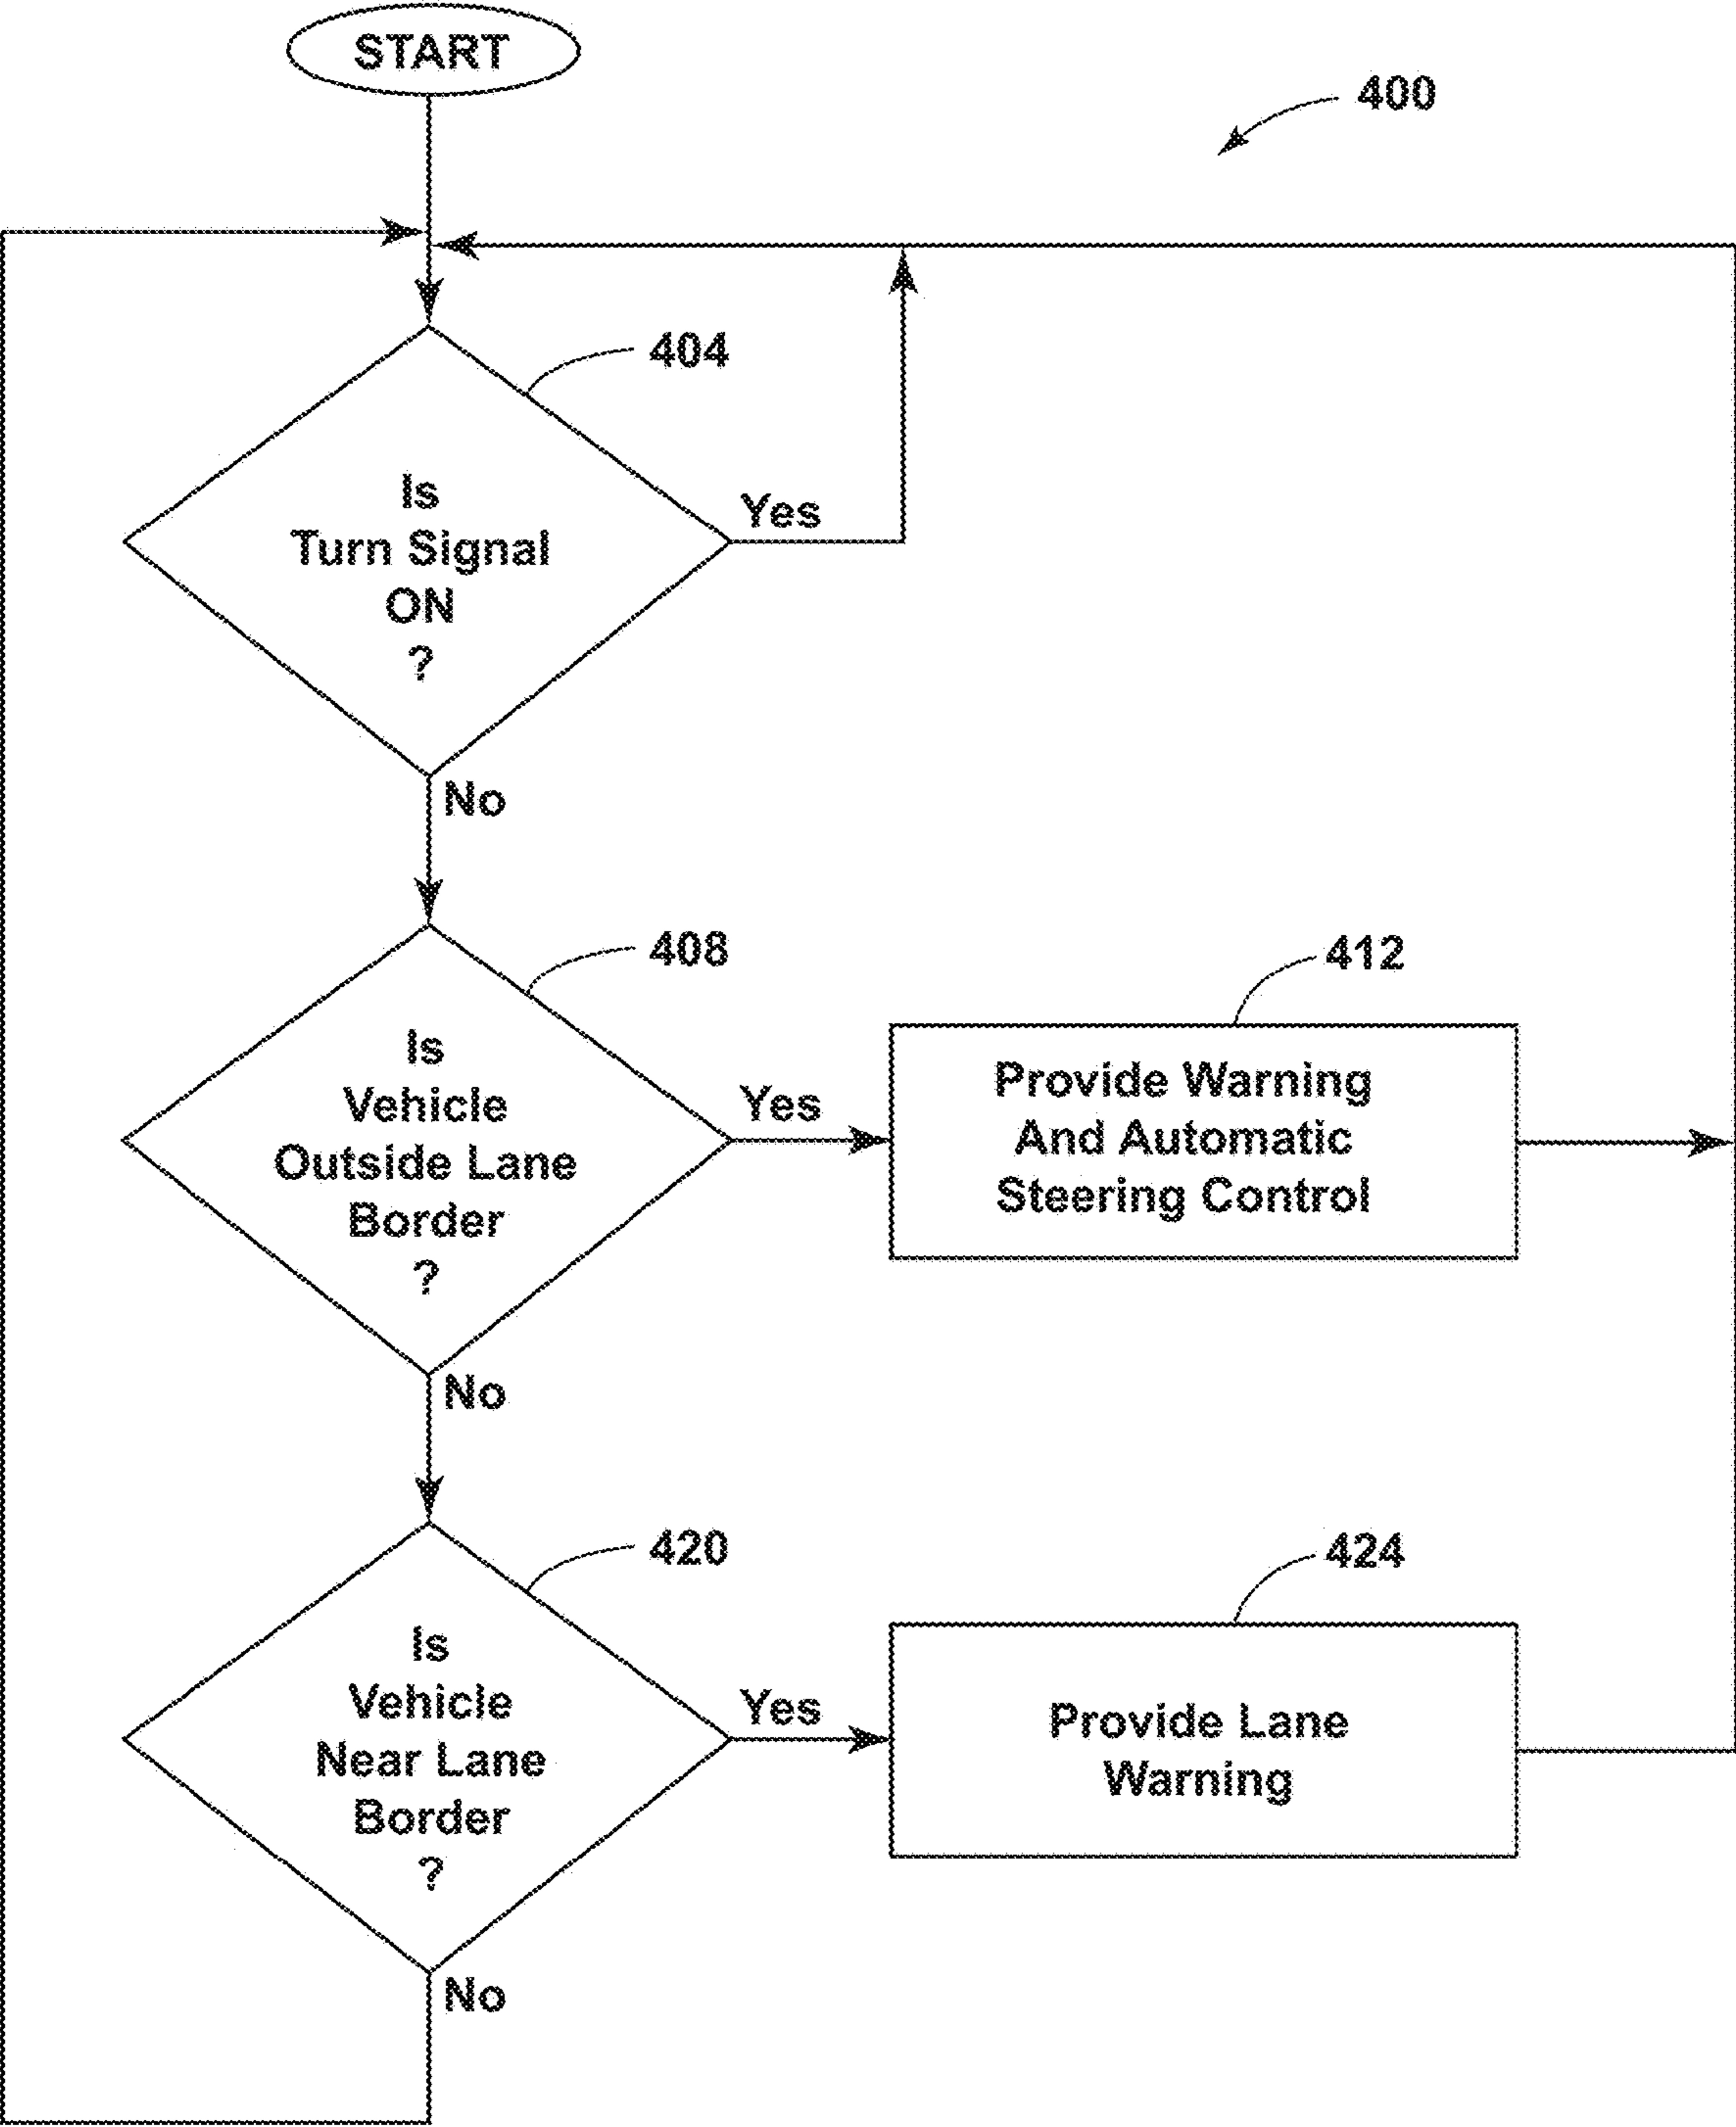 START
400
404
Is
Turn Signal
ON
?
Yes
No
408
Is
Vehicle
Outside Lane
Border
?
Yes
412
Provide Warning
And Automatic
Steering Control
No
420
Is
Vehicle
Near Lane
Border
?
Yes
424
Provide Lane
Warning
No